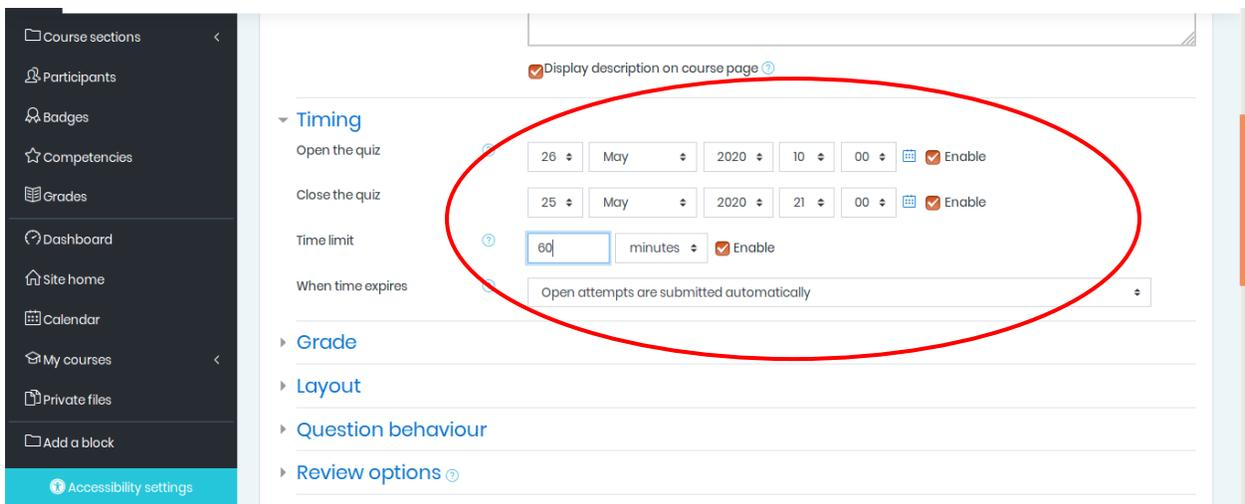 Course sections
Participants
Badges
Competencies
Grades
Dashboard
Site home
Calendar
My courses
Private files
Add a block
Accessibility settings
Display description on course page ?
Timing
Open the quiz ? 26 May 2020 10 00 Enable
Close the quiz 25 May 2020 21 00 Enable
Time limit ? 60 minutes Enable
When time expires ? Open attempts are submitted automatically
Grade
Layout
Question behaviour
Review options ?